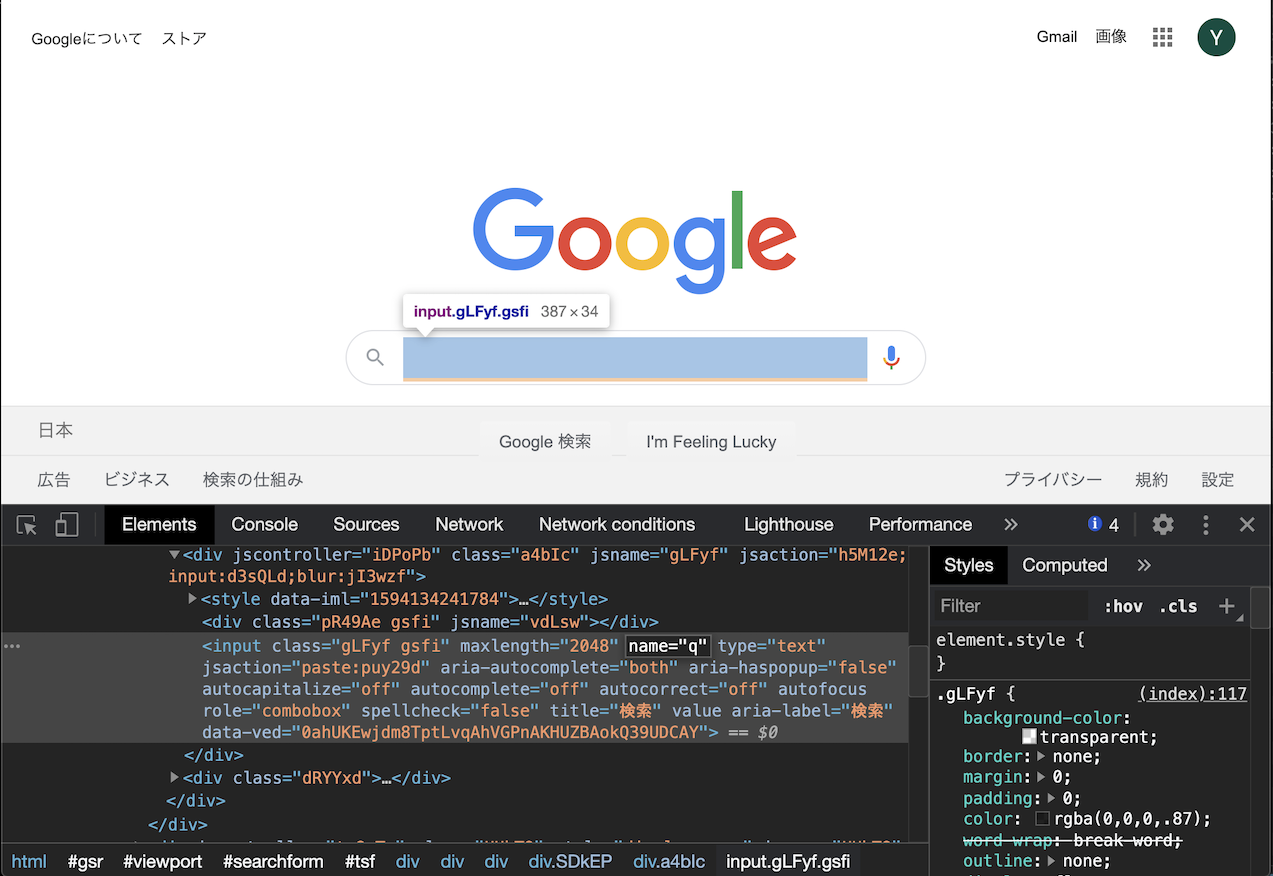 Googleについて ストア Gmail 画像 Y
Google
input.gLFyf.gsfi 387 × 34
日本
Google 検索 I'm Feeling Lucky
広告 ビジネス 検索の仕組み プライバシー 規約 設定
Elements Console Sources Network Network conditions Lighthouse Performance » 4
<div jscontroller="iDPoPb" class="a4bIc" jsname="gLFyf" jsaction="h5M12e;
input:d3sQLd;blur:jI3wzf">
<style data-iml="1594134241784">…</style>
<div class="pR49Ae gsfi" jsname="vdLsw"></div>
<input class="gLFyf gsfi" maxlength="2048" name="q" type="text"
jsaction="paste:puy29d" aria-autocomplete="both" aria-haspopup="false"
autocapitalize="off" autocomplete="off" autocorrect="off" autofocus
role="combobox" spellcheck="false" title="検索" value aria-label="検索"
data-ved="0ahUKEwjdm8TptLvqAhVGPnAKHUZBAokQ39UDCAY"> == $0
</div>
<div class="dRYYxd">…</div>
</div>
</div>
html #gsr #viewport #searchform #tsf div div div div.SDkEP div.a4bIc input.gLFyf.gsfi
Styles Computed »
Filter :hov .cls +
element.style {
}
.gLFyf { (index):117
background-color:
transparent;
border: none;
margin: 0;
padding: 0;
color: rgba(0,0,0,.87);
word-wrap: break-word;
outline: none;